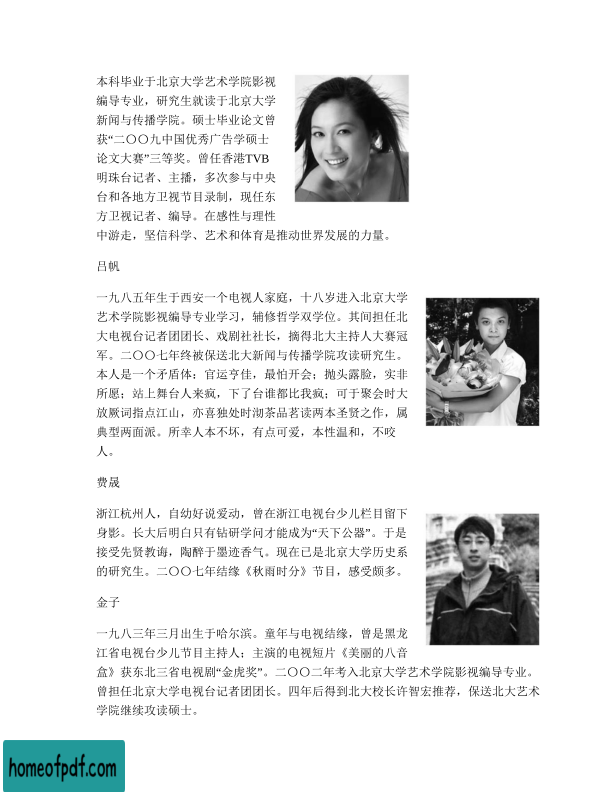 本科毕业于北京大学艺术学院影视
编导专业，研究生就读于北京大学
新闻与传播学院。硕士毕业论文曾
获“二〇〇九中国优秀广告学硕士
论文大赛”三等奖。曾任香港TVB
明珠台记者、主播，多次参与中央
台和各地方卫视节目录制，现任东
方卫视记者、编导。在感性与理性
中游走，坚信科学、艺术和体育是推动世界发展的力量。
吕帆
一九八五年生于西安一个电视人家庭，十八岁进入北京大学
艺术学院影视编导专业学习，辅修哲学双学位。其间担任北
大电视台记者团团长、戏剧社社长，摘得北大主持人大赛冠
军。二〇〇七年终被保送北大新闻与传播学院攻读研究生。
本人是一个矛盾体：官运亨佳，最怕开会；抛头露脸，实非
所愿；站上舞台人来疯，下了台谁都比我疯；可于聚会时大
放厥词指点江山，亦喜独处时沏茶品茗读两本圣贤之作，属
典型两面派。所幸人本不坏，有点可爱，本性温和，不咬
人。
费晟
浙江杭州人，自幼好说爱动，曾在浙江电视台少儿栏目留下
身影。长大后明白只有钻研学问才能成为“天下公器”。于是
接受先贤教诲，陶醉于墨迹香气。现在已是北京大学历史系
的研究生。二〇〇七年结缘《秋雨时分》节目，感受颇多。
金子
一九八三年三月出生于哈尔滨。童年与电视结缘，曾是黑龙
江省电视台少儿节目主持人；主演的电视短片《美丽的八音
盒》获东北三省电视剧“金虎奖”。二〇〇二年考入北京大学艺术学院影视编导专业。
曾担任北京大学电视台记者团团长。四年后得到北大校长许智宏推荐，保送北大艺术
学院继续攻读硕士。
homeofpdf.com